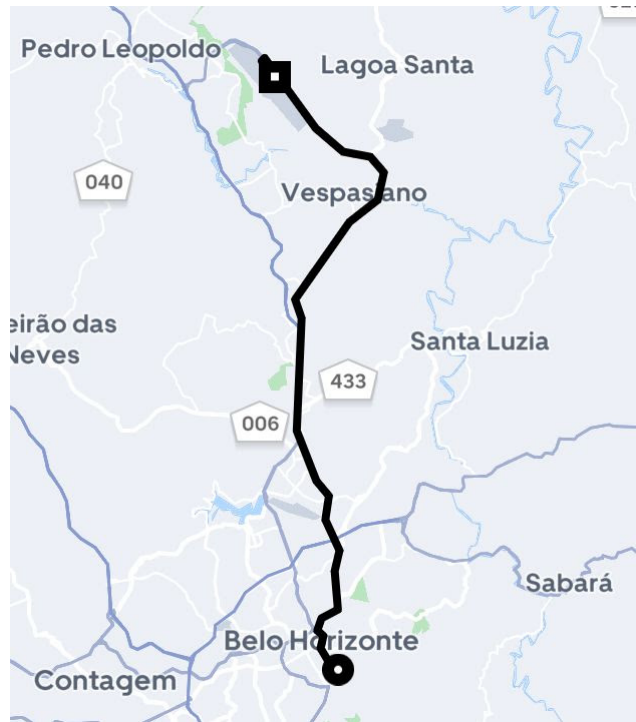 Pedro Leopoldo
Lagoa Santa
040
Vespasiano
eirão das
Neves
Santa Luzia
433
006
Sabará
Belo Horizonte
Contagem